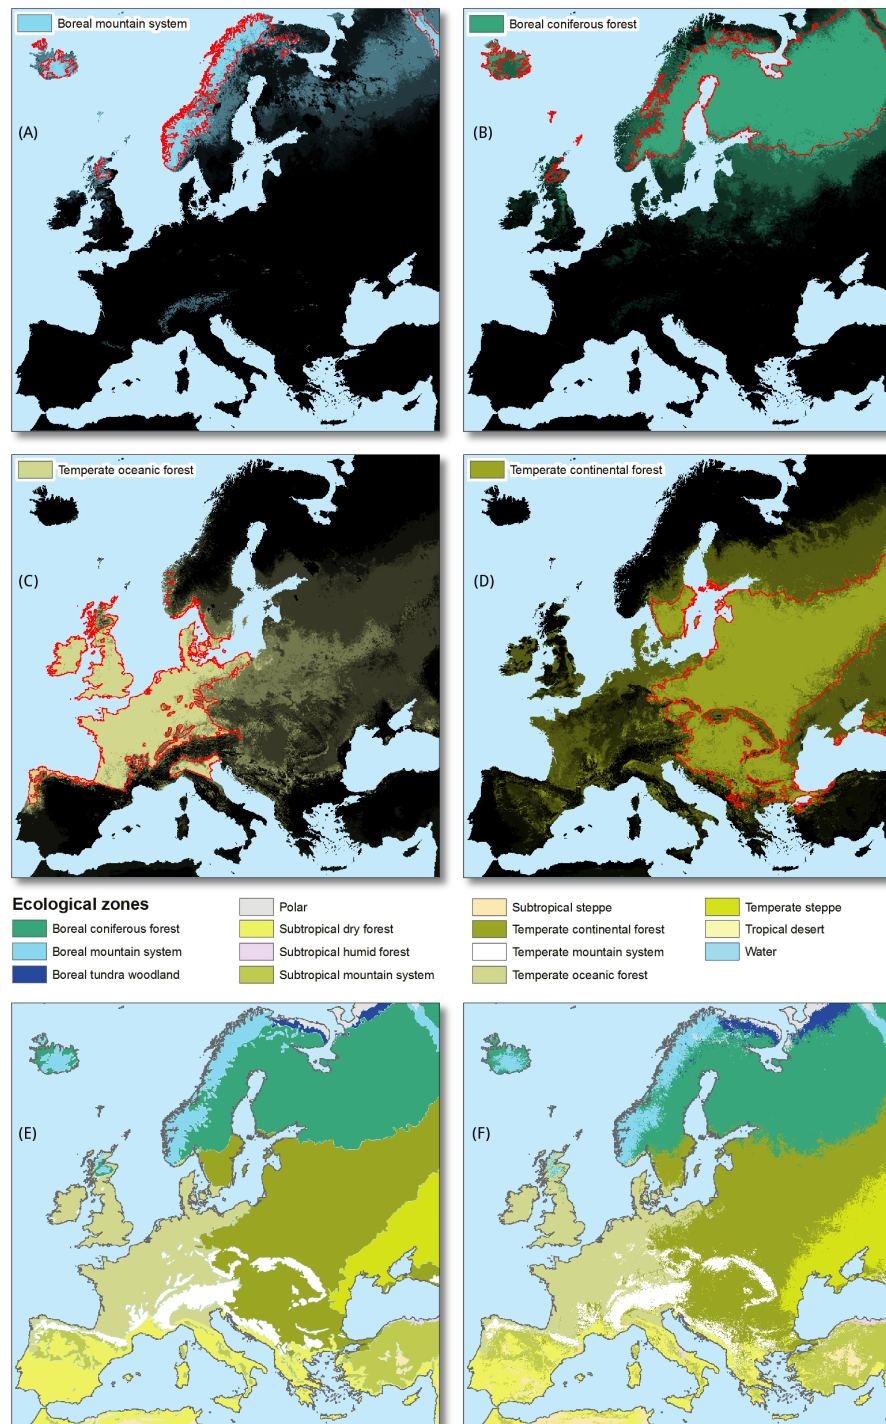 Boreal mountain system
Boreal coniferous forest
(A)
(B)
Temperate oceanic forest
Temperate continental forest
(C)
(D)
Ecological zones
Boreal coniferous forest
Boreal mountain system
Boreal tundra woodland
Polar
Subtropical dry forest
Subtropical humid forest
Subtropical mountain system
Subtropical steppe
Temperate continental forest
Temperate mountain system
Temperate oceanic forest
Temperate steppe
Tropical desert
Water
(E)
(F)